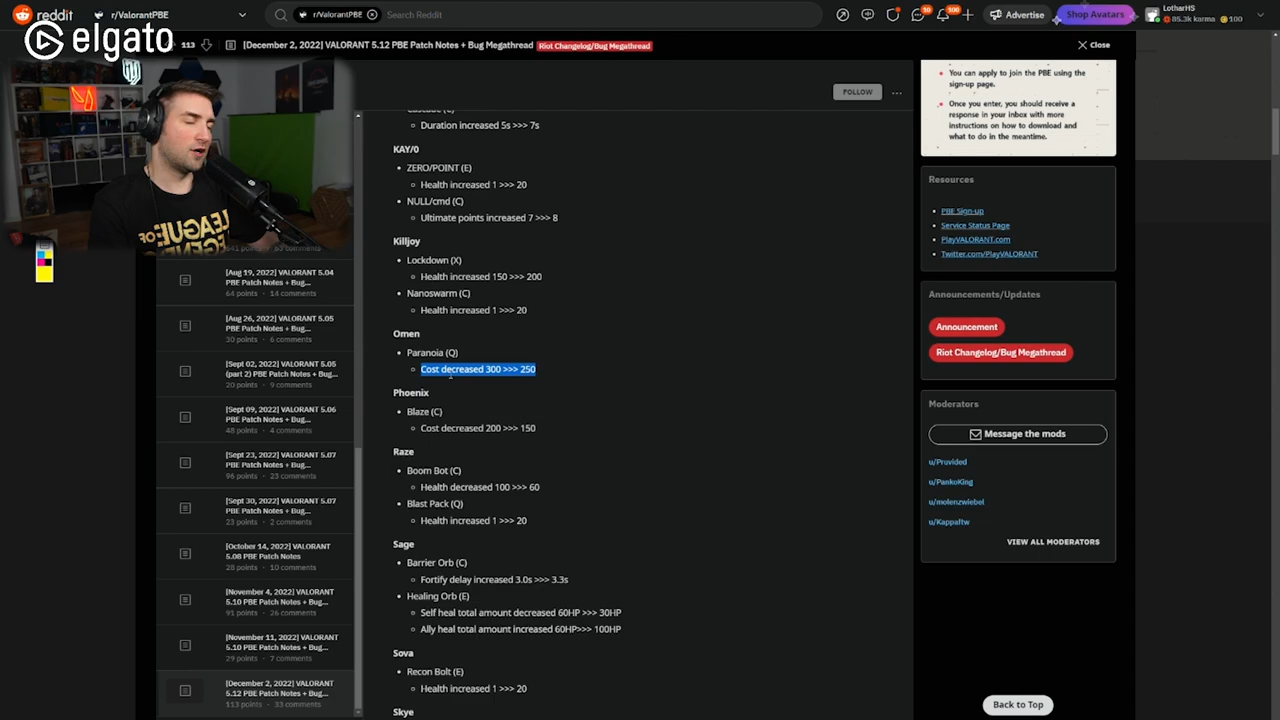 reddit
r/ValorantPBE
r/ValorantPBE
Search Reddit
10
100
Advertise
Shop Avatars
LotharHS
85.3k karma
100
elgato
113
[December 2, 2022] VALORANT 5.12 PBE Patch Notes + Bug Megathread
Riot Changelog/Bug Megathread
Close
FOLLOW
LEAGUE OF
LEGENDS
[Aug 19, 2022] VALORANT 5.04
PBE Patch Notes + Bug...
64 points · 14 comments
[Aug 26, 2022] VALORANT 5.05
PBE Patch Notes + Bug...
30 points · 6 comments
[Sept 02, 2022] VALORANT 5.05
(part 2) PBE Patch Notes + Bug...
20 points · 9 comments
[Sept 09, 2022] VALORANT 5.06
PBE Patch Notes + Bug...
48 points · 4 comments
[Sept 23, 2022] VALORANT 5.07
PBE Patch Notes + Bug...
96 points · 23 comments
[Sept 30, 2022] VALORANT 5.07
PBE Patch Notes + Bug...
23 points · 2 comments
[October 14, 2022] VALORANT
5.08 PBE Patch Notes
28 points · 10 comments
[November 4, 2022] VALORANT
5.10 PBE Patch Notes + Bug...
91 points · 26 comments
[November 11, 2022] VALORANT
5.10 PBE Patch Notes + Bug...
29 points · 7 comments
[December 2, 2022] VALORANT
5.12 PBE Patch Notes + Bug...
113 points · 33 comments
Duration increased 5s >>> 7s
KAY/0
ZERO/POINT (E)
Health increased 1 >>> 20
NULL/cmd (C)
Ultimate points increased 7 >>> 8
Killjoy
Lockdown (X)
Health increased 150 >>> 200
Nanoswarm (C)
Health increased 1 >>> 20
Omen
Paranoia (Q)
Cost decreased 300 >>> 250
Phoenix
Blaze (C)
Cost decreased 200 >>> 150
Raze
Boom Bot (C)
Health decreased 100 >>> 60
Blast Pack (Q)
Health increased 1 >>> 20
Sage
Barrier Orb (C)
Fortify delay increased 3.0s >>> 3.3s
Healing Orb (E)
Self heal total amount decreased 60HP >>> 30HP
Ally heal total amount increased 60HP>>> 100HP
Sova
Recon Bolt (E)
Health increased 1 >>> 20
Skye
You can apply to join the PBE using the
sign-up page.
Once you enter, you should receive a
response in your inbox with more
instructions on how to download and
what to do in the meantime.
Resources
PBE Sign-up
Service Status Page
PlayVALORANT.com
Twitter.com/PlayVALORANT
Announcements/Updates
Announcement
Riot Changelog/Bug Megathread
Moderators
Message the mods
u/Pruvided
u/PankoKing
u/molenzwiebel
u/Kappaftw
VIEW ALL MODERATORS
Back to Top